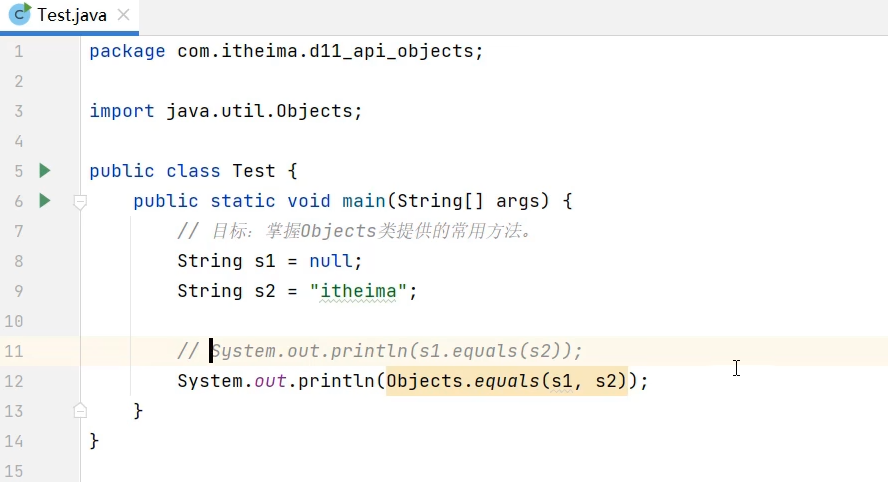 Test.java
1 package com.itheima.d11_api_objects;
2
3 import java.util.Objects;
4
5 public class Test {
6 public static void main(String[] args) {
7 // 目标：掌握Objects类提供的常用方法。
8 String s1 = null;
9 String s2 = "itheima";
10
11 // System.out.println(s1.equals(s2));
12 System.out.println(Objects.equals(s1, s2));
13 }
14 }
15